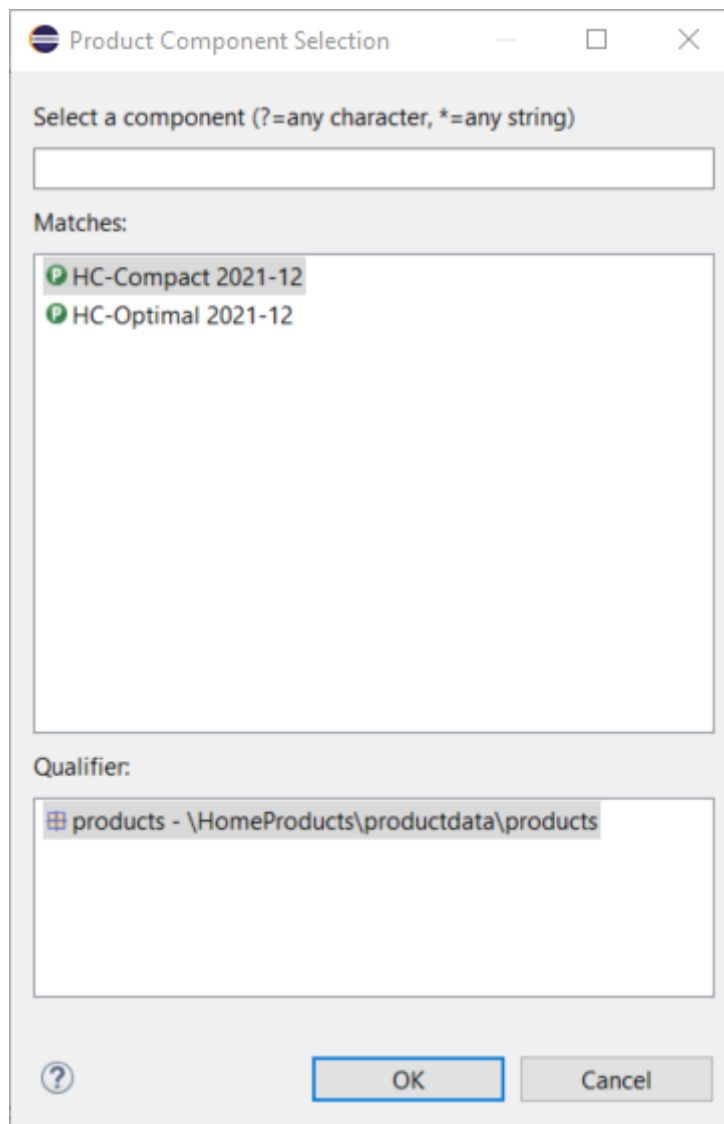 Product Component Selection
Select a component (?=any character, *=any string)
Matches:
HC-Compact 2021-12
HC-Optimal 2021-12
Qualifier:
products - \HomeProducts\productdata\products
OK
Cancel